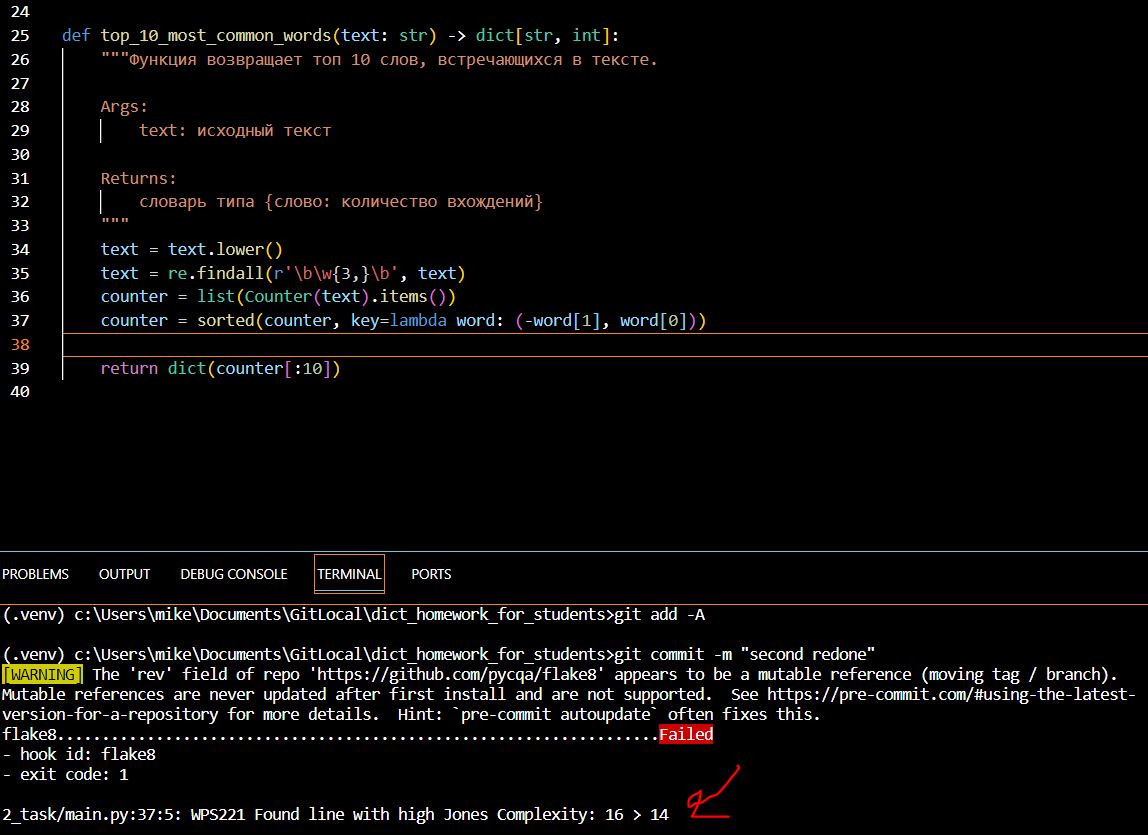 24
25 def top_10_most_common_words(text: str) -> dict[str, int]:
26 """Функция возвращает топ 10 слов, встречающихся в тексте.
27
28 Args:
29 text: исходный текст
30
31 Returns:
32 словарь типа {слово: количество вхождений}
33 """
34 text = text.lower()
35 text = re.findall(r'\b\w{3,}\b', text)
36 counter = list(Counter(text).items())
37 counter = sorted(counter, key=lambda word: (-word[1], word[0]))
38
39 return dict(counter[:10])
40
PROBLEMS OUTPUT DEBUG CONSOLE TERMINAL PORTS
(.venv) c:\Users\mike\Documents\GitLocal\dict_homework_for_students>git add -A
(.venv) c:\Users\mike\Documents\GitLocal\dict_homework_for_students>git commit -m "second redone"
[WARNING] The 'rev' field of repo 'https://github.com/pycqa/flake8' appears to be a mutable reference (moving tag / branch).
Mutable references are never updated after first install and are not supported.  See https://pre-commit.com/#using-the-latest-
version-for-a-repository for more details.  Hint: `pre-commit autoupdate` often fixes this.
flake8...................................................................Failed
- hook id: flake8
- exit code: 1
2_task/main.py:37:5: WPS221 Found line with high Jones Complexity: 16 > 14